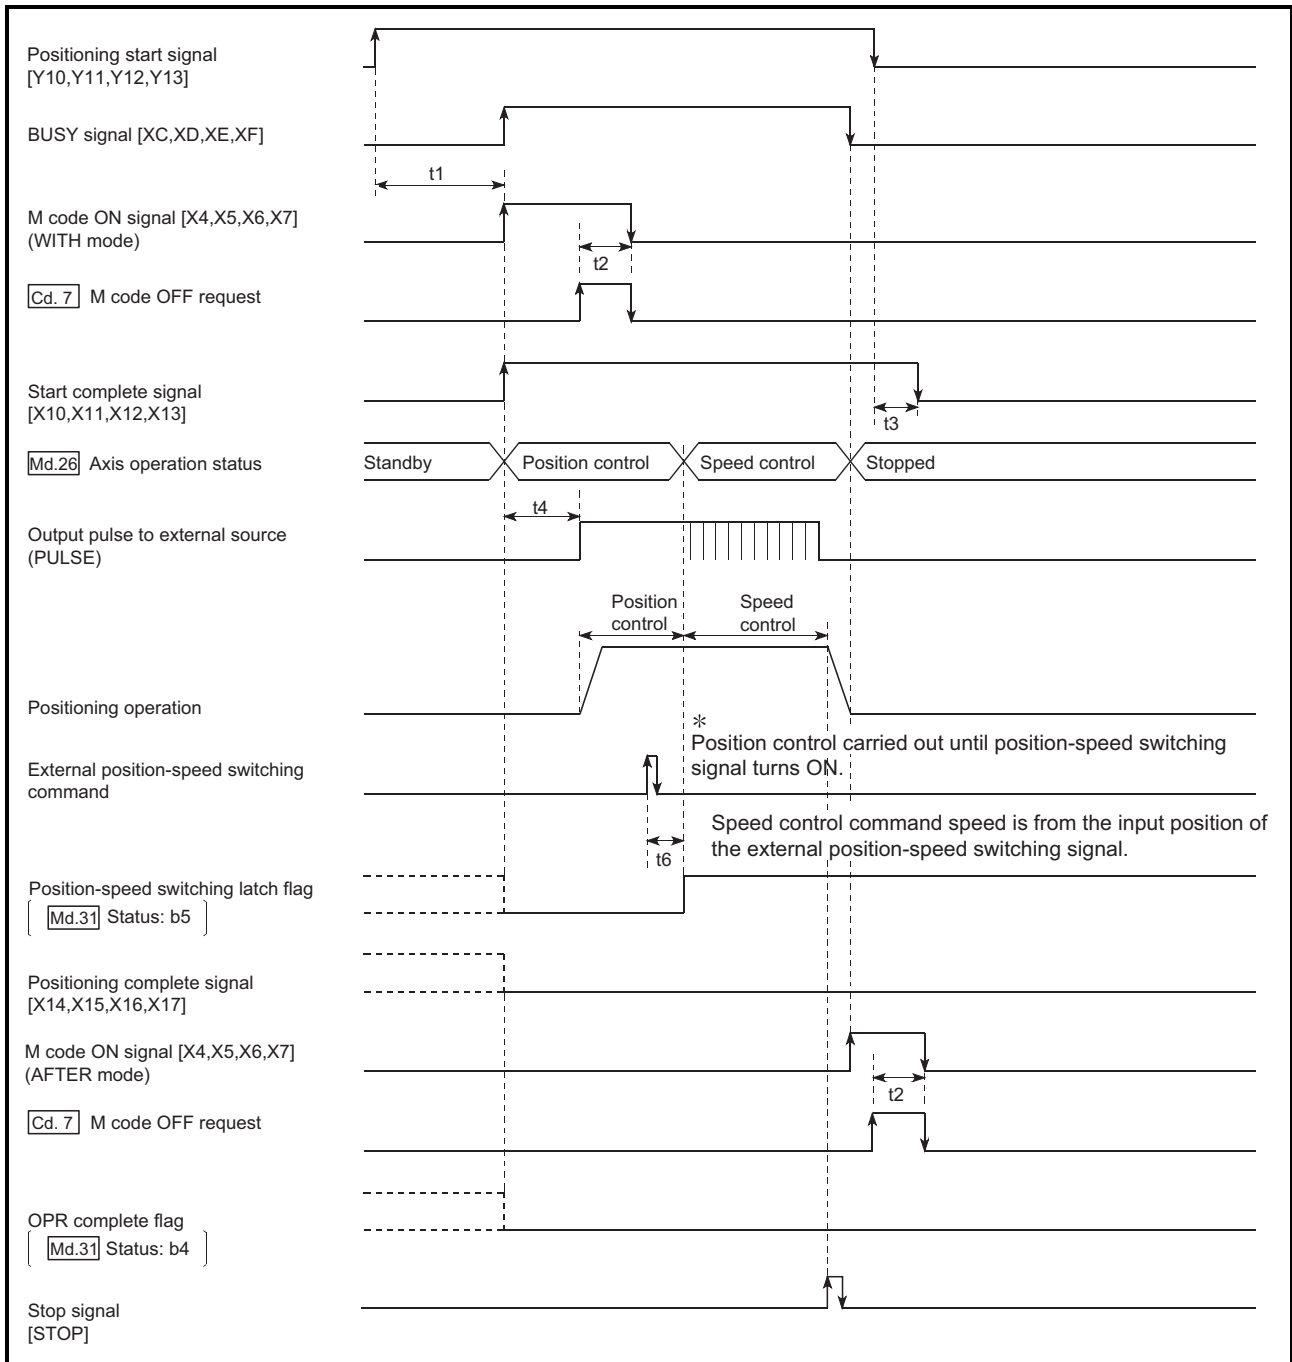 Positioning start signal
[Y10,Y11,Y12,Y13]
BUSY signal [XC,XD,XE,XF]
t1
M code ON signal [X4,X5,X6,X7]
(WITH mode)
t2
Cd. 7 M code OFF request
Start complete signal
[X10,X11,X12,X13]
t3
Md.26 Axis operation status
Standby
Position control
Speed control
Stopped
t4
Output pulse to external source
(PULSE)
Position
control
Speed
control
Positioning operation
*
Position control carried out until position-speed switching
signal turns ON.
External position-speed switching
command
Speed control command speed is from the input position of
the external position-speed switching signal.
t6
Position-speed switching latch flag
Md.31 Status: b5
Positioning complete signal
[X14,X15,X16,X17]
M code ON signal [X4,X5,X6,X7]
(AFTER mode)
t2
Cd. 7 M code OFF request
OPR complete flag
Md.31 Status: b4
Stop signal
[STOP]